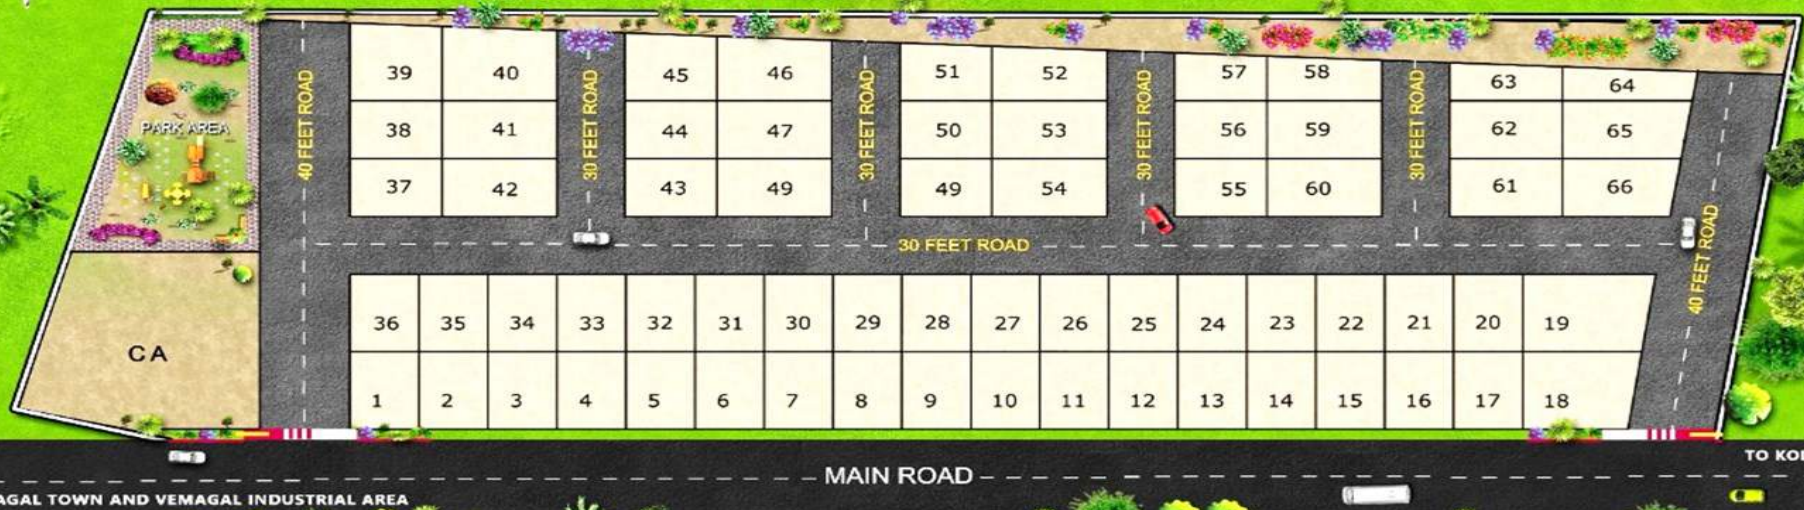 39 40 45 46 51 52 57 58 63 64
PARK AREA
40 FEET ROAD
30 FEET ROAD
30 FEET ROAD
30 FEET ROAD
30 FEET ROAD
38 41 44 47 50 53 56 59 62 65
37 42 43 49 49 54 55 60 61 66
30 FEET ROAD
40 FEET ROAD
36 35 34 33 32 31 30 29 28 27 26 25 24 23 22 21 20 19
CA
1 2 3 4 5 6 7 8 9 10 11 12 13 14 15 16 17 18
MAIN ROAD
TO
TOWN AND VEMAGAL INDUSTRIAL AREA